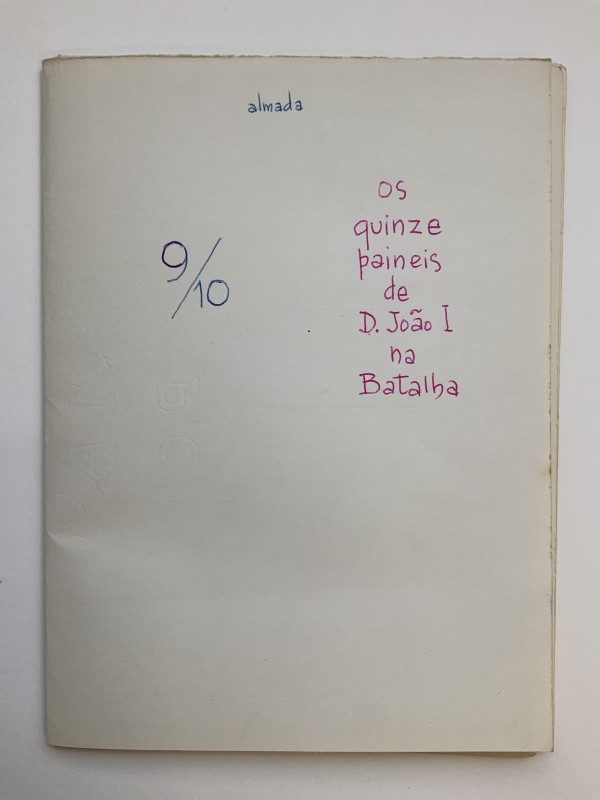 almada
9/10
os
quinze
paineis
de
D. João I
na
Batalha